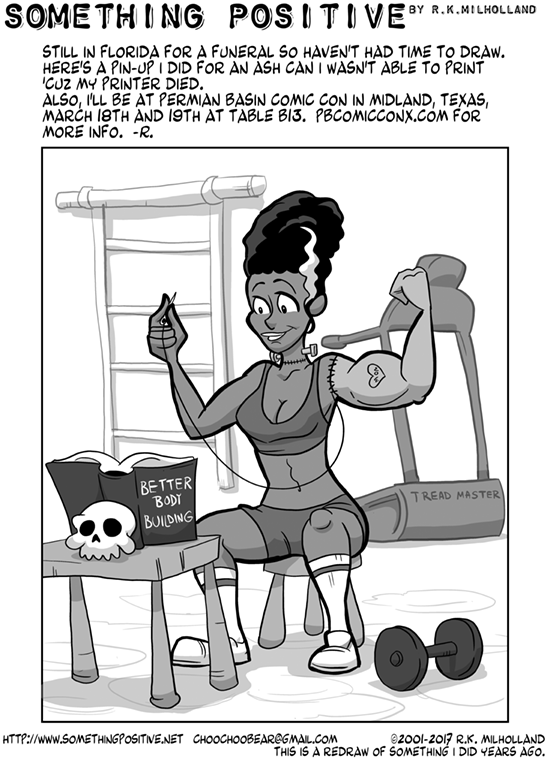 SOMETHING POSITIVE BY R.K.MILHOLLAND
STILL IN FLORIDA FOR A FUNERAL SO HAVEN'T HAD TIME TO DRAW.
HERE'S A PIN-UP I DID FOR AN ASH CAN I WASN'T ABLE TO PRINT
'CUZ MY PRINTER DIED.
ALSO, I'LL BE AT PERMIAN BASIN COMIC CON IN MIDLAND, TEXAS,
MARCH 18TH AND 19TH AT TABLE B13. PBCOMICCONX.COM FOR
MORE INFO. -R.
MOM
BETTER
BODY
BUILDING
TREAD MASTER
HTTP://WWW.SOMETHINGPOSITIVE.NET CHOOCHOOBEAR@GMAIL.COM ©2001-2017 R.K. MILHOLLAND
THIS IS A REDRAW OF SOMETHING I DID YEARS AGO.